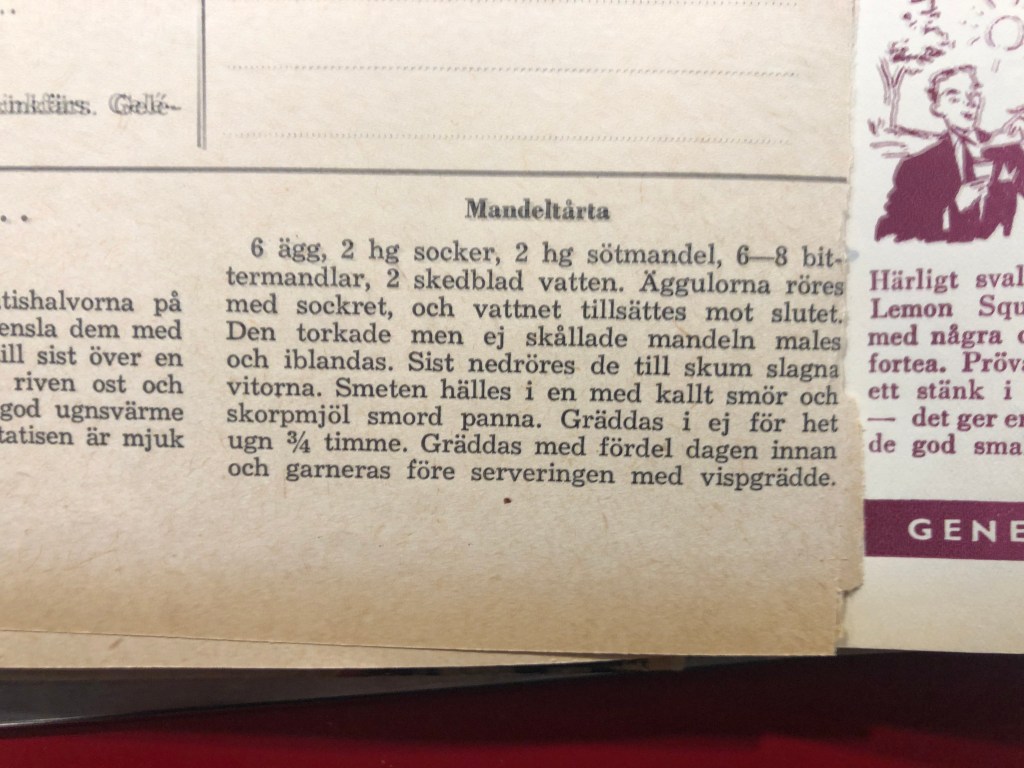 Gelé-
tishalvorna på
ensla dem med
ill sist över en
riven ost och
god ugnsvärme
tatisen är mjuk
Mandeltårta
6 ägg, 2 hg socker, 2 hg sötmandel, 6—8 bit-
termandlar, 2 skedblad vatten. Äggulorna röres
med sockret, och vattnet tillsättes mot slutet.
Den torkade men ej skållade mandeln males
och iblandas. Sist nedröres de till skum slagna
vitorna. Smeten hälles i en med kallt smör och
skorpmjöl smord panna. Gräddas i ej för het
ugn ¾ timme. Gräddas med fördel dagen innan
och garneras före serveringen med vispgrädde.
Härligt sval
Lemon Squ
med några
fortea. Pröva
ett stänk i
— det ger en
de god sma
GENE